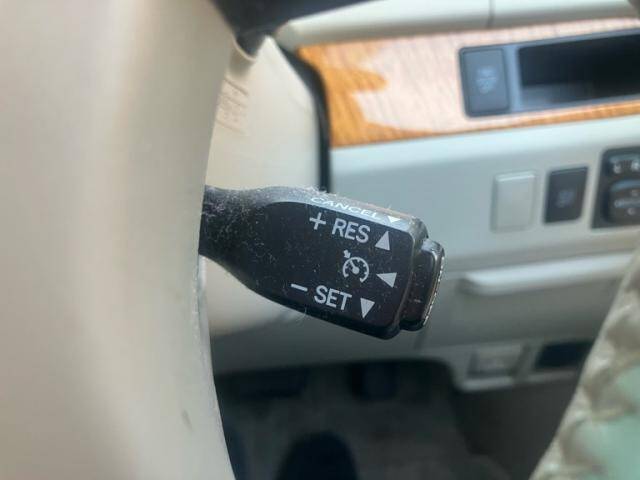 CANCEL ▼
+ RES ▲
◀
− SET ▼